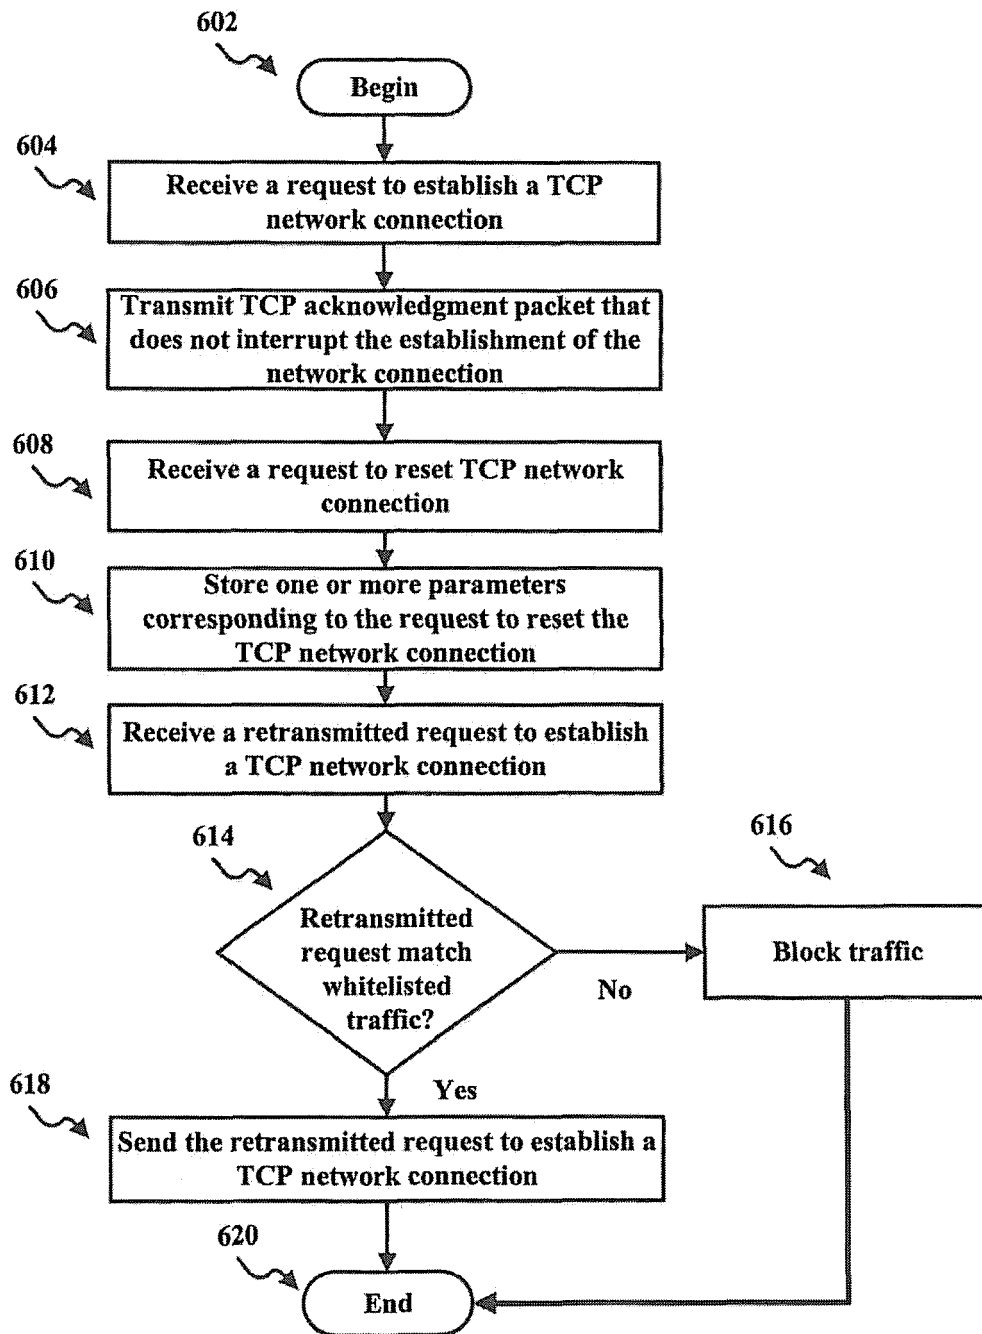 602
Begin
604
Receive a request to establish a TCP
network connection
606
Transmit TCP acknowledgment packet that
does not interrupt the establishment of the
network connection
608
Receive a request to reset TCP network
connection
610
Store one or more parameters
corresponding to the request to reset the
TCP network connection
612
Receive a retransmitted request to establish
a TCP network connection
614
Retransmitted
request match
whitelisted
traffic?
No
616
Block traffic
Yes
618
Send the retransmitted request to establish a
TCP network connection
620
End